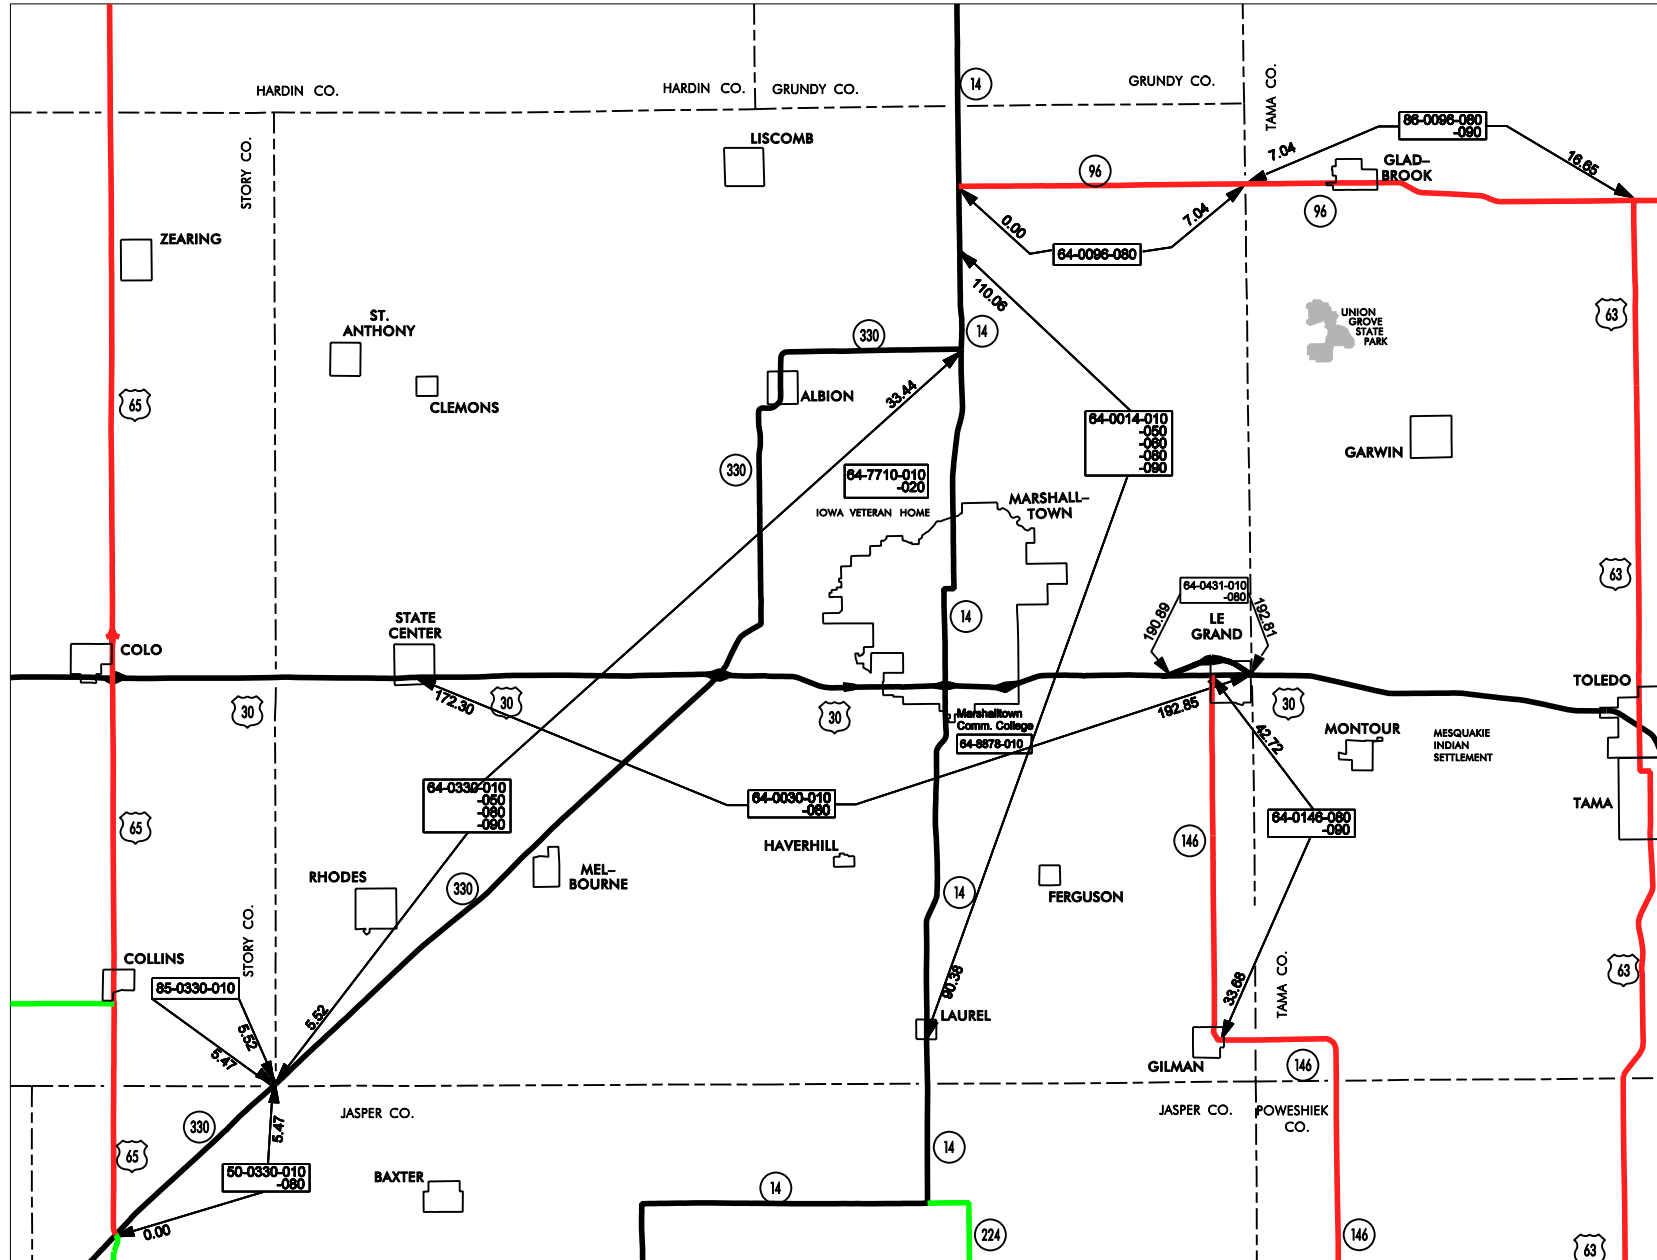 HARDIN CO.
HARDIN CO.
GRUNDY CO.
GRUNDY CO.
14
TAMA CO.
STORY CO.
LISCOMB
86-0096-080
-090
7.04
16.65
96
GLAD–
BROOK
96
0.00
7.04
64-0096-080
ZEARING
110.06
ST.
ANTHONY
330
14
UNION
GROVE
STATE
PARK
63
65
CLEMONS
ALBION
33.44
64-0014-010
-050
-060
-080
-090
GARWIN
330
64-7710-010
-020
IOWA VETERAN HOME
MARSHALL–
TOWN
63
64-0431-010
-080
190.89
192.81
LE
GRAND
STATE
CENTER
14
COLO
TOLEDO
30
172.30
30
30
Marshalltown
Comm. College
64-8878-010
192.85
30
42.72
MONTOUR
MESQUAKIE
INDIAN
SETTLEMENT
64-0330-010
-050
-080
-090
64-0030-010
-080
64-0146-080
-090
TAMA
65
146
HAVERHILL
RHODES
330
MEL–
BOURNE
14
FERGUSON
STORY CO.
COLLINS
85-0330-010
5.52
5.47
5.52
90.38
33.68
TAMA CO.
63
LAUREL
GILMAN
146
JASPER CO.
JASPER CO.
POWESHIEK
CO.
330
5.47
65
50-0330-010
-080
0.00
BAXTER
14
14
224
146
63